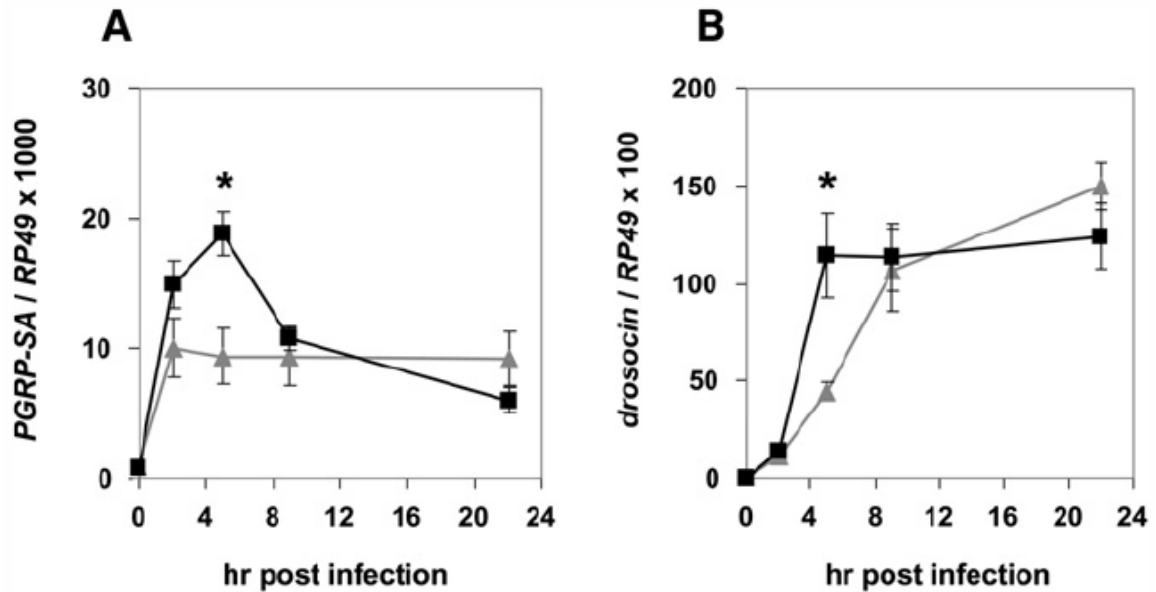 A
30
20
10
0
0 4 8 12 16 20 24
PGRP-SA / RP49 x 1000
*
hr post infection
B
200
150
100
50
0
0 4 8 12 16 20 24
drosocin / RP49 x 100
*
hr post infection